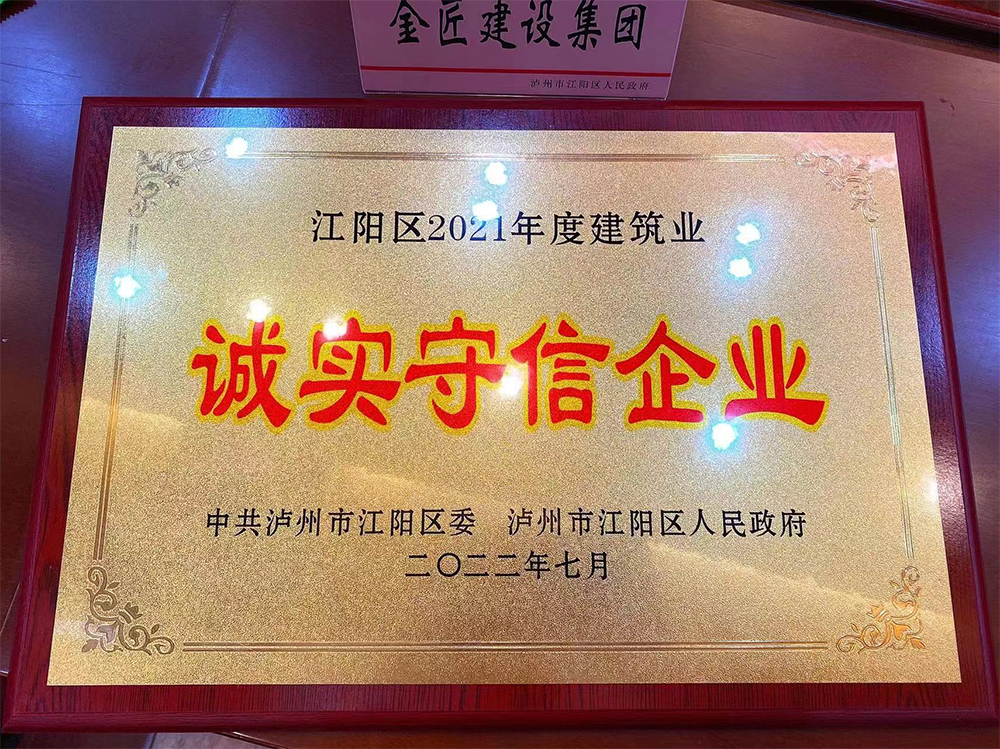 金匠建设集团
泸州市江阳区人民政府
江阳区2021年度建筑业
诚实守信企业
中共泸州市江阳区委 泸州市江阳区人民政府
二〇二二年七月